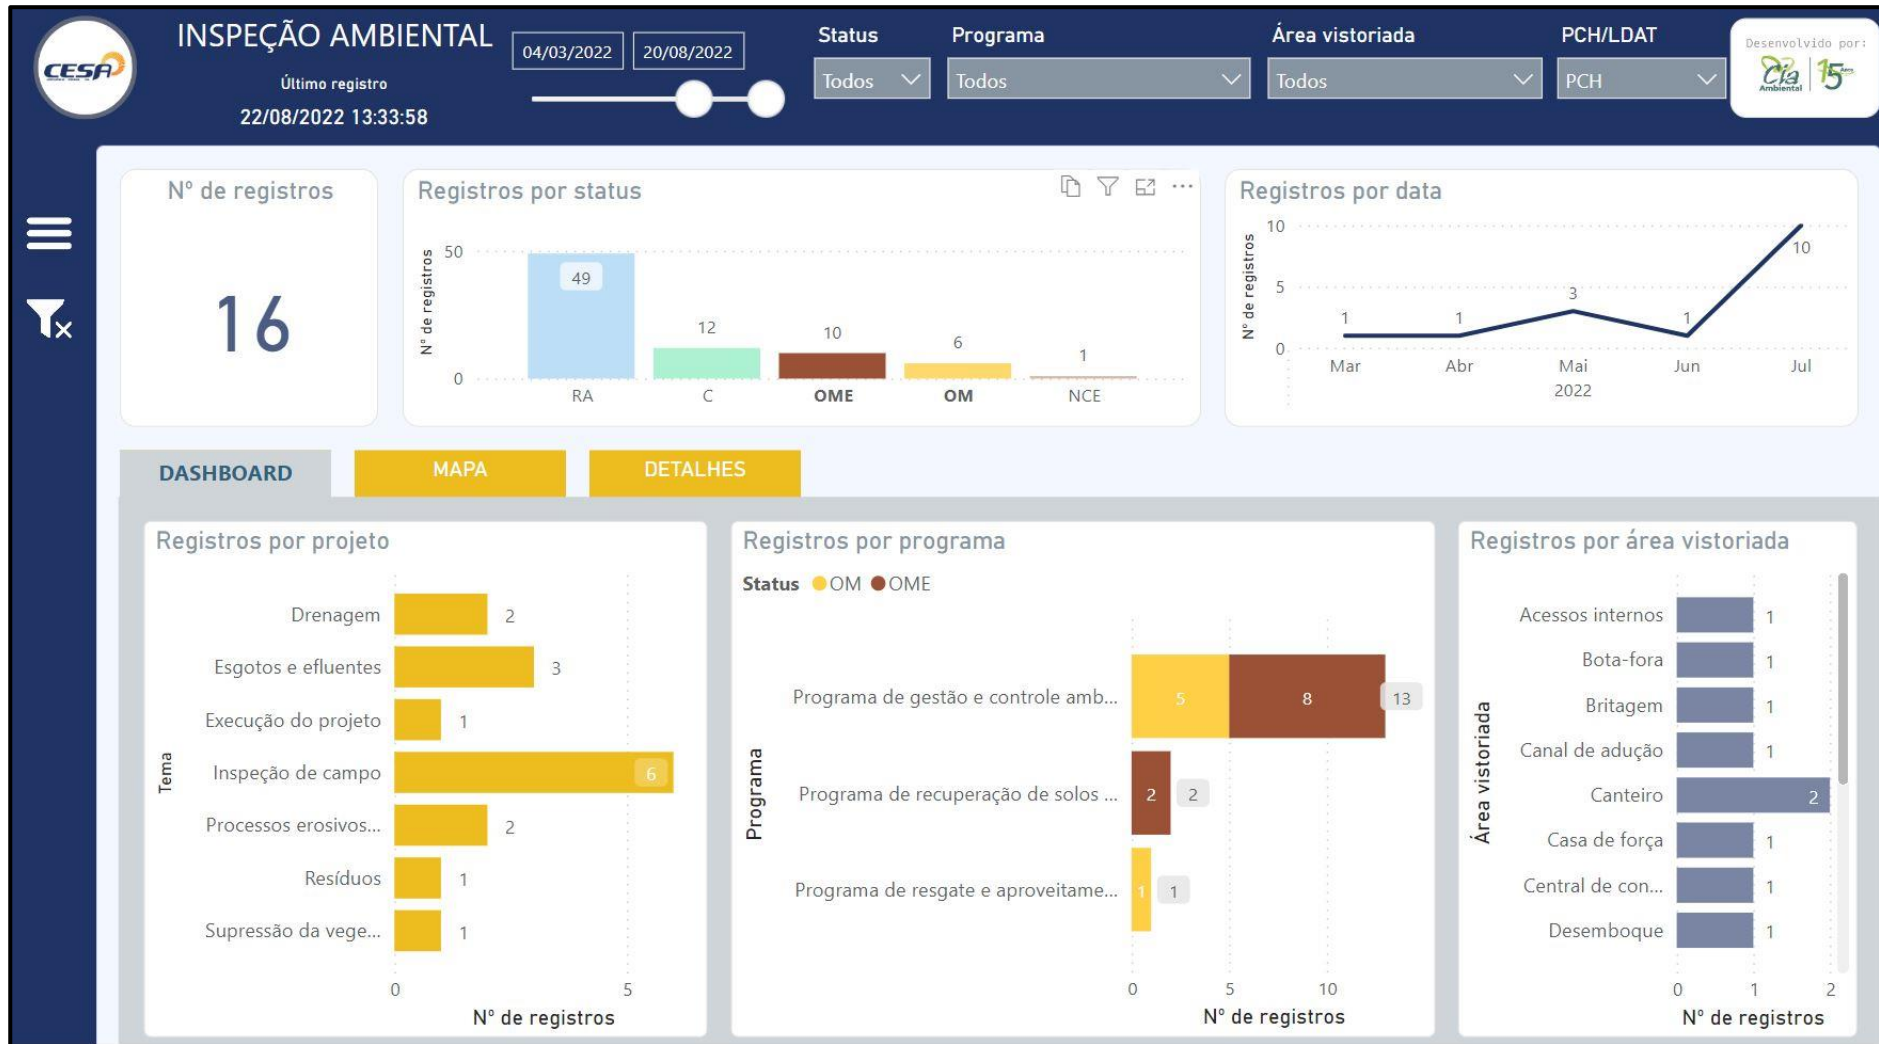 CESA
INSPEÇÃO AMBIENTAL
Último registro
22/08/2022 13:33:58
04/03/2022
20/08/2022
Status
Todos
Programa
Todos
Área vistoriada
Todos
PCH/LDAT
PCH
Desenvolvido por:
Cia
Ambiental
15
Anos
Nº de registros
16
Registros por status
Nº de registros
50
0
49
12
10
6
1
RA
C
OME
OM
NCE
Registros por data
Nº de registros
10
5
0
1
1
3
1
10
Mar
Abr
Mai
Jun
Jul
2022
DASHBOARD
MAPA
DETALHES
Registros por projeto
Tema
Drenagem
2
Esgotos e efluentes
3
Execução do projeto
1
Inspeção de campo
6
Processos erosivos...
2
Resíduos
1
Supressão da vege...
1
0
5
Nº de registros
Registros por programa
Status OM OME
Programa
Programa de gestão e controle amb...
5
8
13
Programa de recuperação de solos ...
2
2
Programa de resgate e aproveitame...
1
1
0
5
10
Nº de registros
Registros por área vistoriada
Área vistoriada
Acessos internos
1
Bota-fora
1
Britagem
1
Canal de adução
1
Canteiro
2
Casa de força
1
Central de con...
1
Desemboque
1
0
1
2
Nº de registros